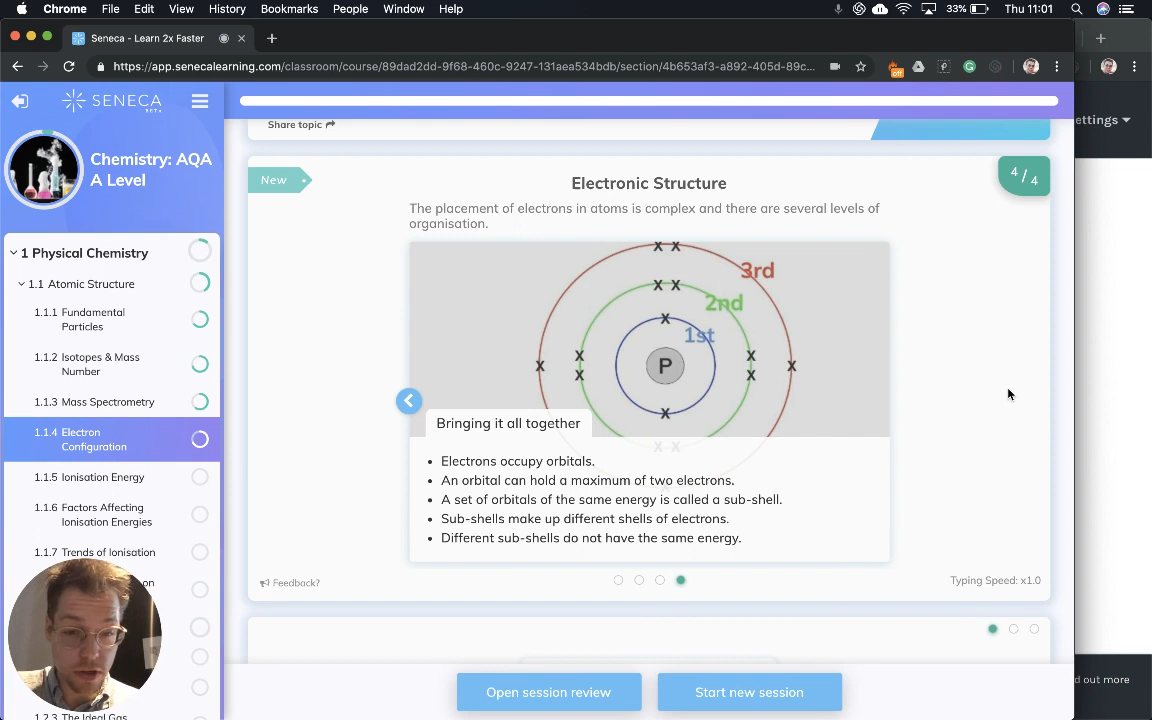 Chrome File Edit View History Bookmarks People Window Help 33% Thu 11:01
Seneca - Learn 2x Faster
https://app.senecalearning.com/classroom/course/89dad2dd-9f68-460c-9247-131aea534bdb/section/4b653af3-a892-405d-89c...
off
SENECA
BETA
Chemistry: AQA
A Level
1 Physical Chemistry
1.1 Atomic Structure
1.1.1 Fundamental
Particles
1.1.2 Isotopes & Mass
Number
1.1.3 Mass Spectrometry
1.1.4 Electron
Configuration
1.1.5 Ionisation Energy
1.1.6 Factors Affecting
Ionisation Energies
1.1.7 Trends of Ionisation
on
1.2.3 The Ideal Gas
Share topic
New
4/4
Electronic Structure
The placement of electrons in atoms is complex and there are several levels of
organisation.
x x
3rd
x x
2nd
x
1st
x x
x P x
x x
x
x x
Bringing it all together
• Electrons occupy orbitals.
• An orbital can hold a maximum of two electrons.
• A set of orbitals of the same energy is called a sub-shell.
• Sub-shells make up different shells of electrons.
• Different sub-shells do not have the same energy.
Feedback?
Typing Speed: x1.0
Open session review
Start new session
ettings
d out more